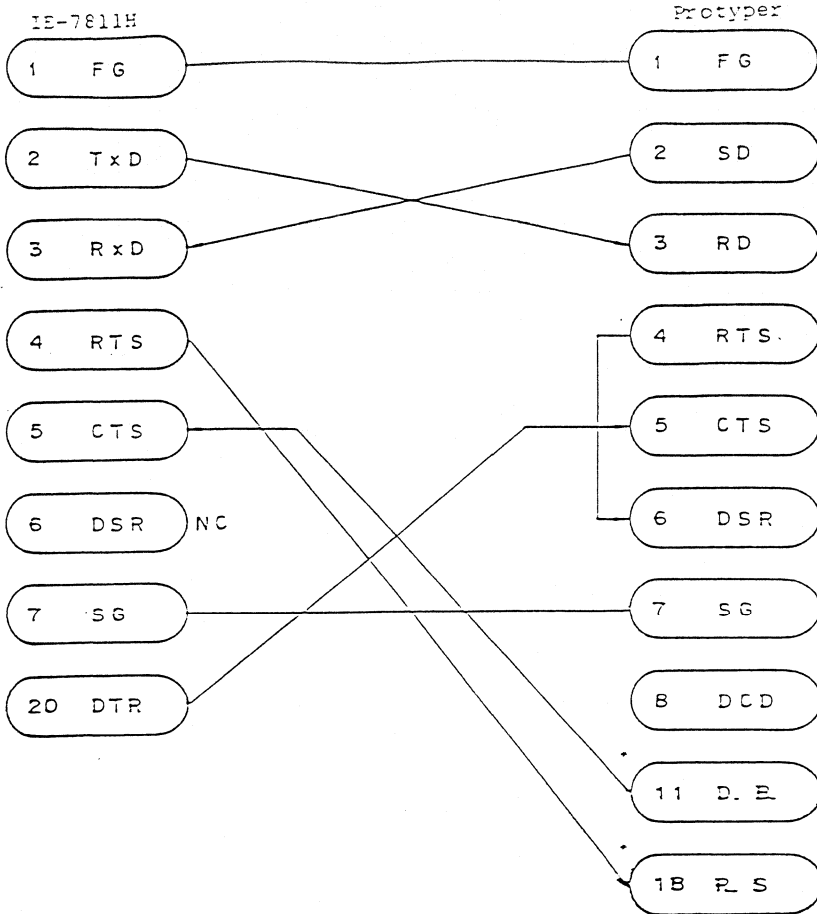 IE-7811H
1 FG
2 TxD
3 RxD
4 RTS
5 CTS
6 DSR NC
7 SG
20 DTR
Protyper
1 FG
2 SD
3 RD
4 RTS
5 CTS
6 DSR
7 SG
8 DCD
11
18